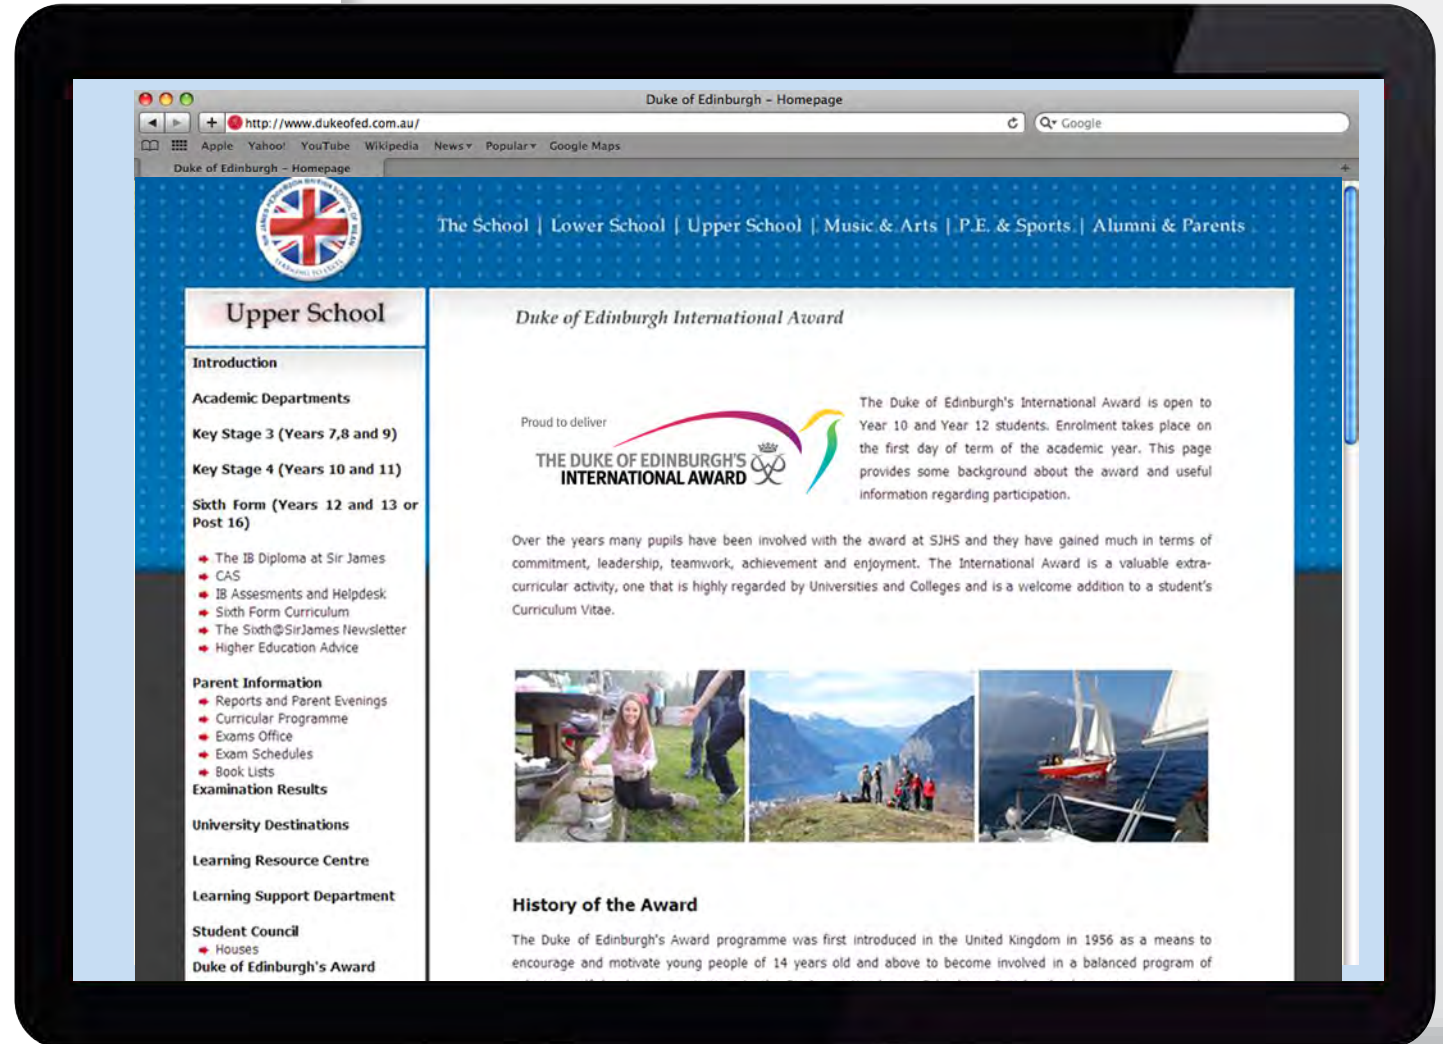 Duke of Edinburgh – Homepage
http://www.dukeofed.com.au/
Google
Apple Yahoo! YouTube Wikipedia News Popular Google Maps
Duke of Edinburgh – Homepage
SIR JAMES HENDERSON BRITISH SCHOOL OF MILAN
LEARNING TO EXCEL
The School | Lower School | Upper School | Music & Arts | P.E. & Sports | Alumni & Parents
Upper School
Introduction
Academic Departments
Key Stage 3 (Years 7,8 and 9)
Key Stage 4 (Years 10 and 11)
Sixth Form (Years 12 and 13 or
Post 16)
The IB Diploma at Sir James
CAS
IB Assesments and Helpdesk
Sixth Form Curriculum
The Sixth@SirJames Newsletter
Higher Education Advice
Parent Information
Reports and Parent Evenings
Curricular Programme
Exams Office
Exam Schedules
Book Lists
Examination Results
University Destinations
Learning Resource Centre
Learning Support Department
Student Council
Houses
Duke of Edinburgh's Award
Duke of Edinburgh International Award
Proud to deliver
THE DUKE OF EDINBURGH'S
INTERNATIONAL AWARD
The Duke of Edinburgh's International Award is open to
Year 10 and Year 12 students. Enrolment takes place on
the first day of term of the academic year. This page
provides some background about the award and useful
information regarding participation.
Over the years many pupils have been involved with the award at SJHS and they have gained much in terms of
commitment, leadership, teamwork, achievement and enjoyment. The International Award is a valuable extra-
curricular activity, one that is highly regarded by Universities and Colleges and is a welcome addition to a student's
Curriculum Vitae.
History of the Award
The Duke of Edinburgh's Award programme was first introduced in the United Kingdom in 1956 as a means to
encourage and motivate young people of 14 years old and above to become involved in a balanced program of